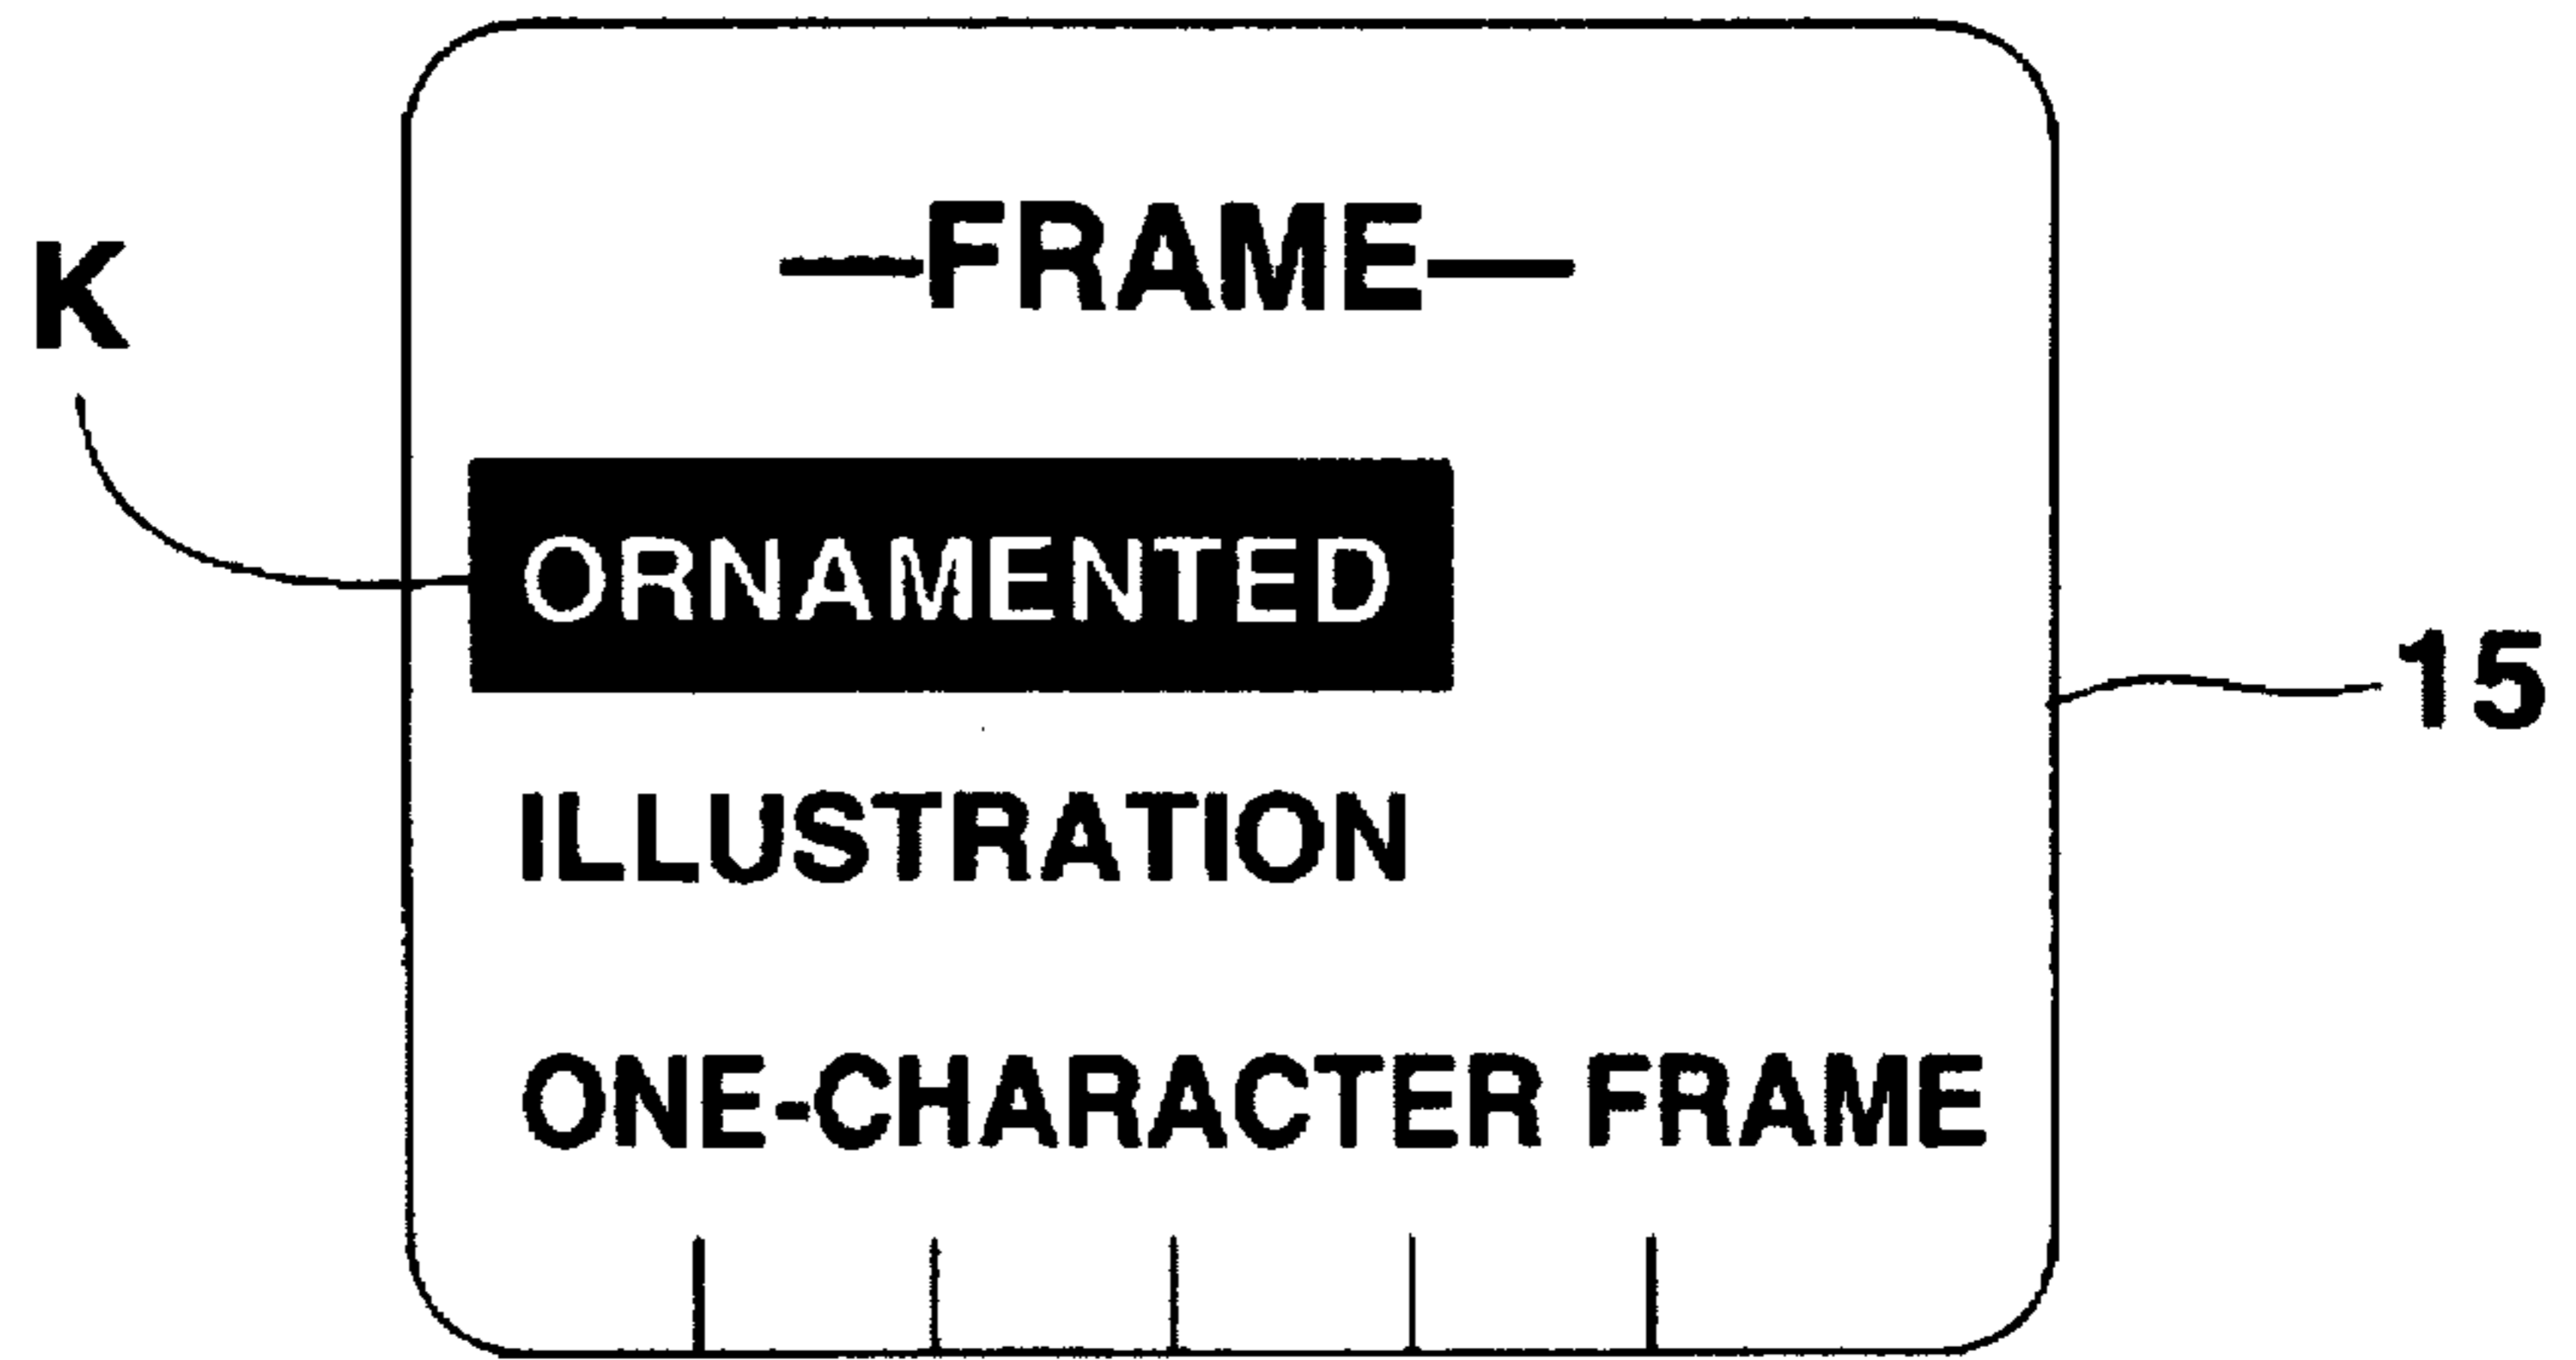 —FRAME—
K
ORNAMENTED
15
ILLUSTRATION
ONE-CHARACTER FRAME